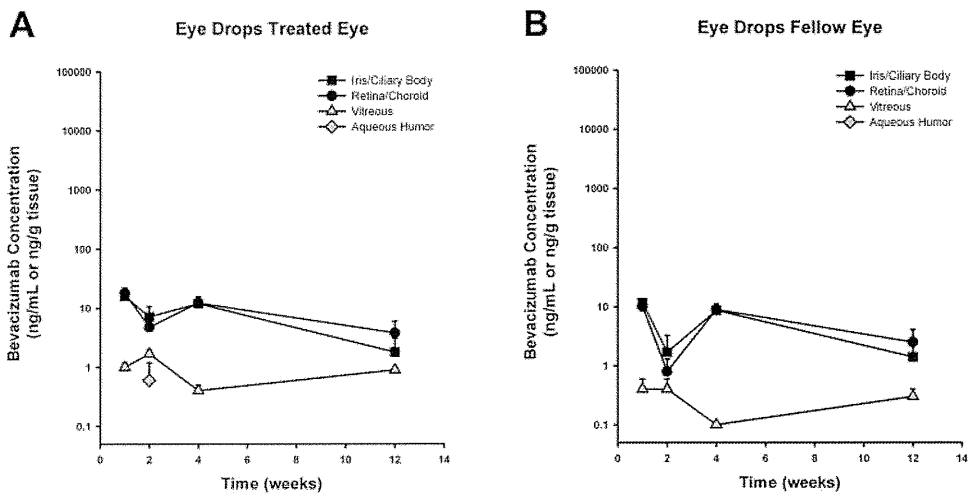 A
Eye Drops Treated Eye
Iris/Ciliary Body
Retina/Choroid
Vitreous
Aqueous Humor
Bevacizumab Concentration
(ng/mL or ng/g tissue)
100000
10000
1000
100
10
1
0.1
0 2 4 6 8 10 12 14
Time (weeks)
B
Eye Drops Fellow Eye
Iris/Ciliary Body
Retina/Choroid
Vitreous
Aqueous Humor
Bevacizumab Concentration
(ng/mL or ng/g tissue)
100000
10000
1000
100
10
1
0.1
0 2 4 6 8 10 12 14
Time (weeks)